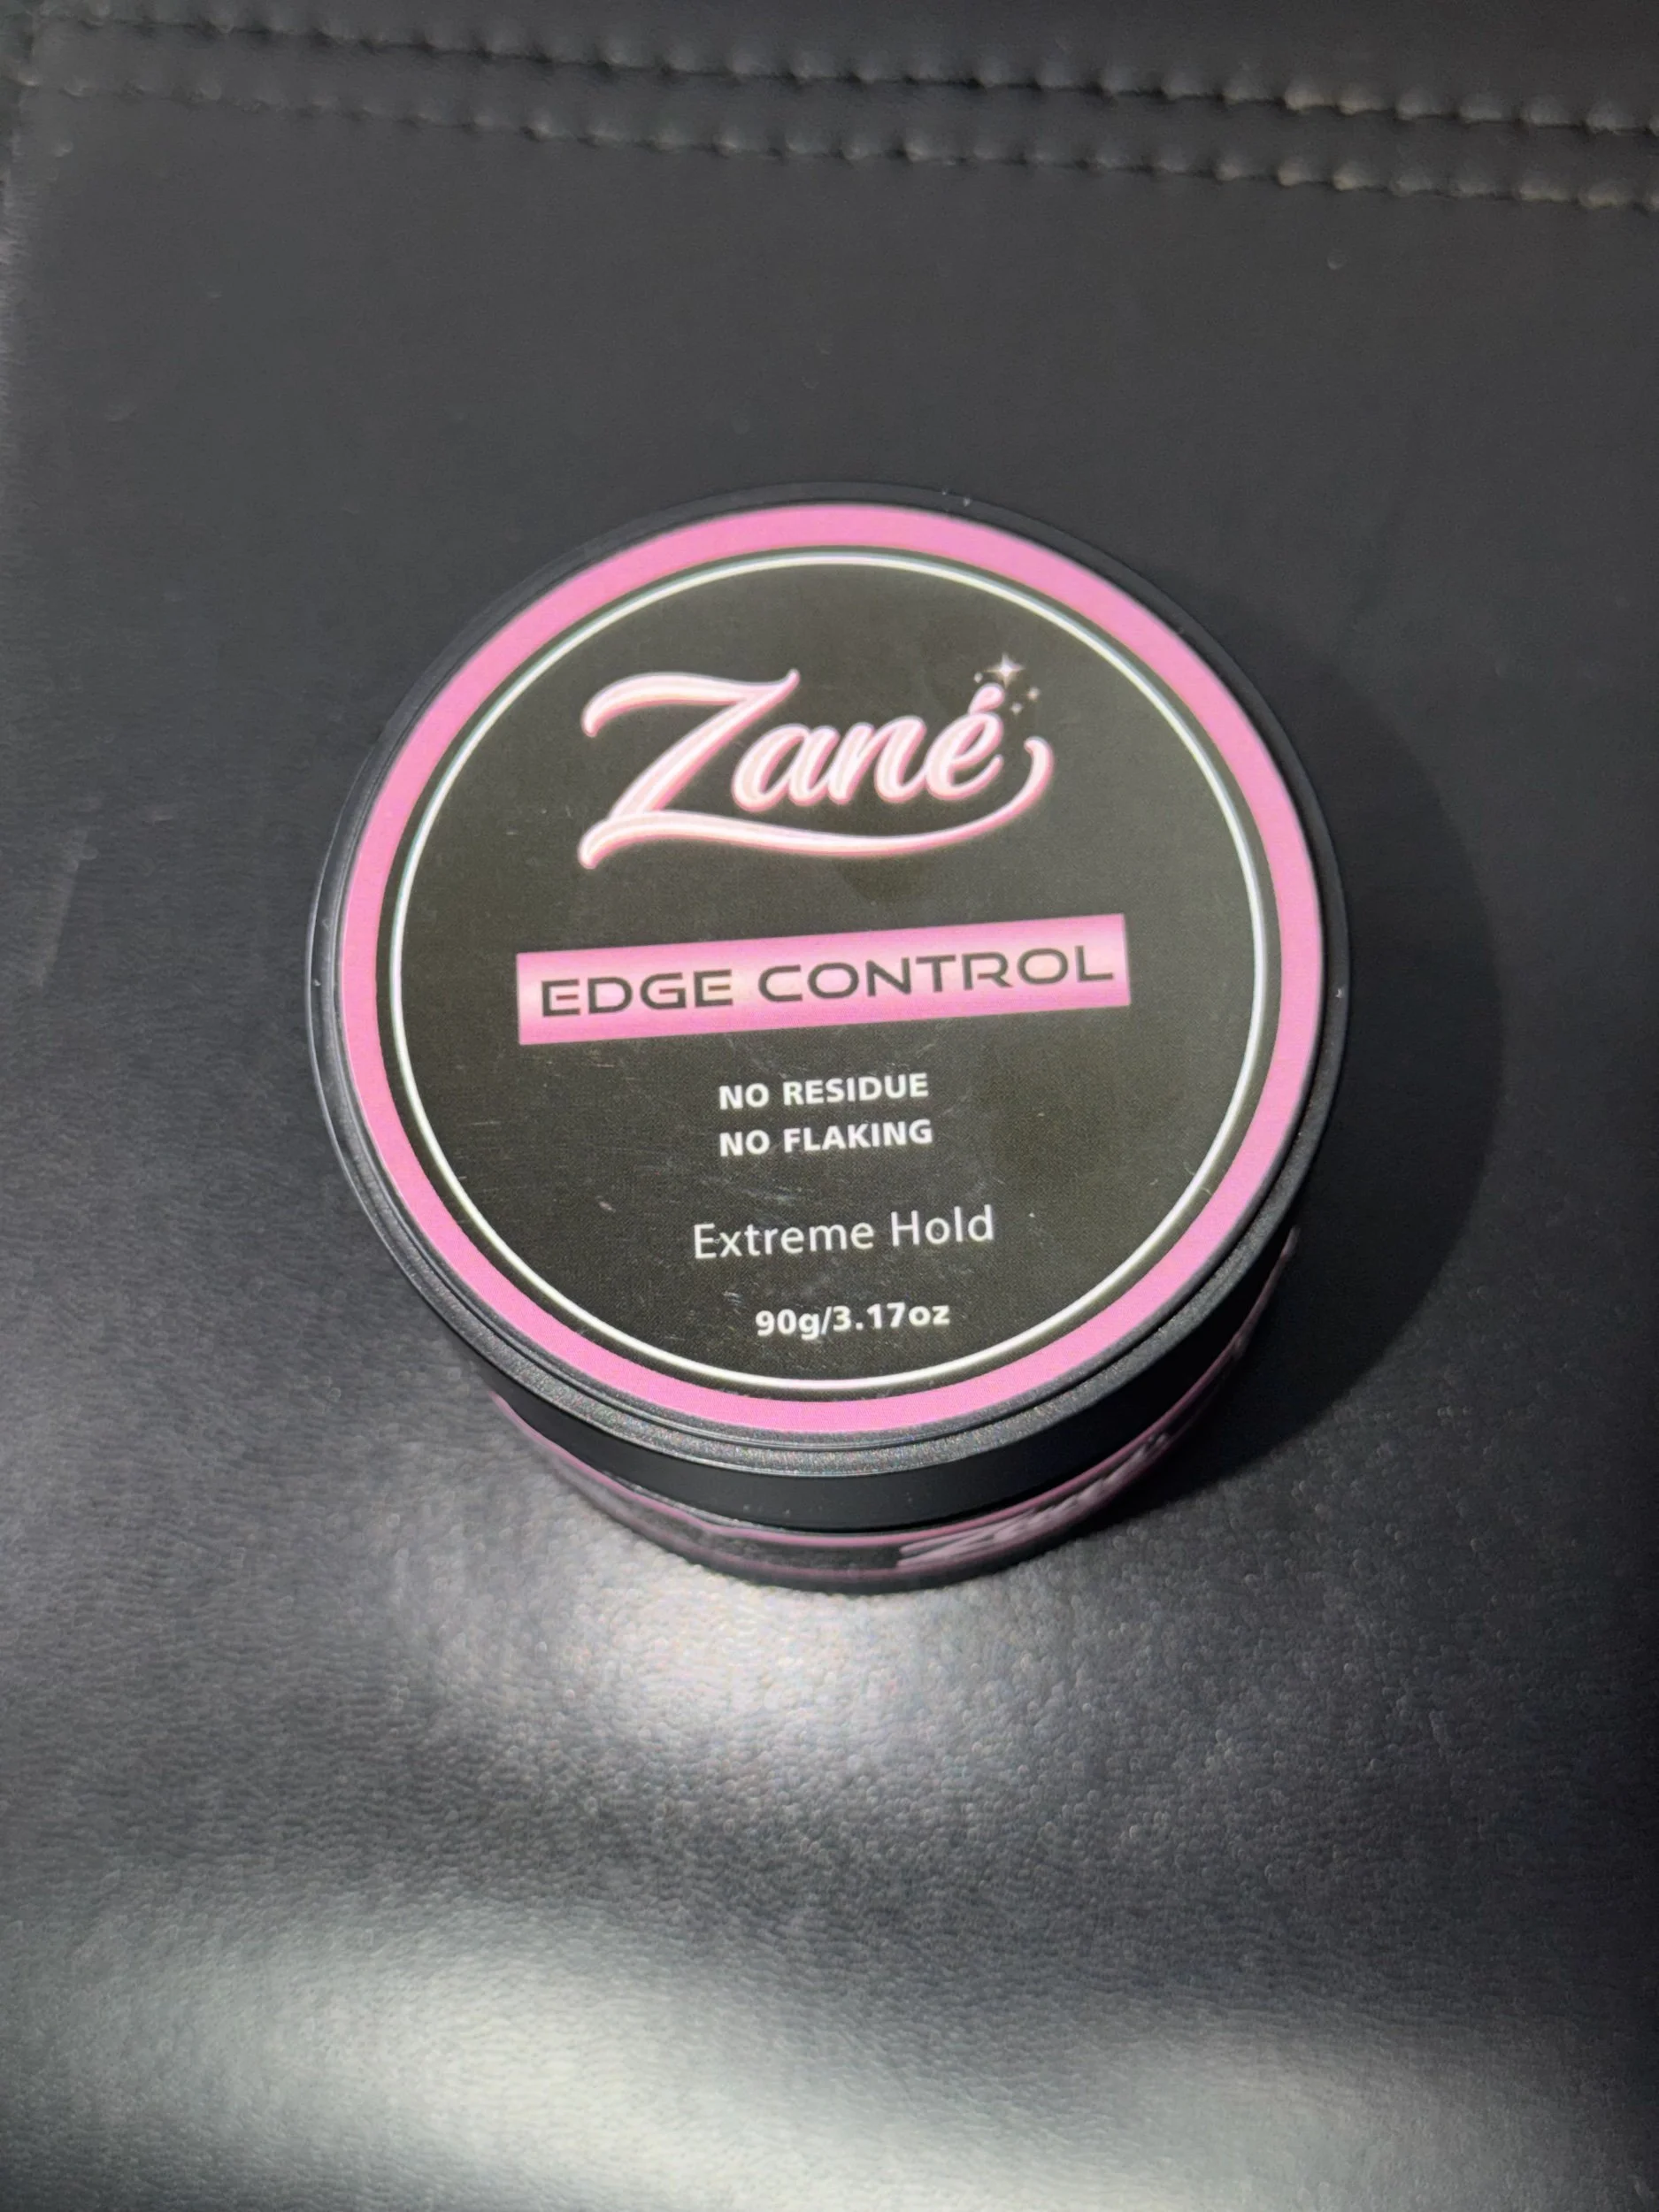 Zané
EDGE CONTROL
NO RESIDUE
NO FLAKING
Extreme Hold
90g/3.17oz